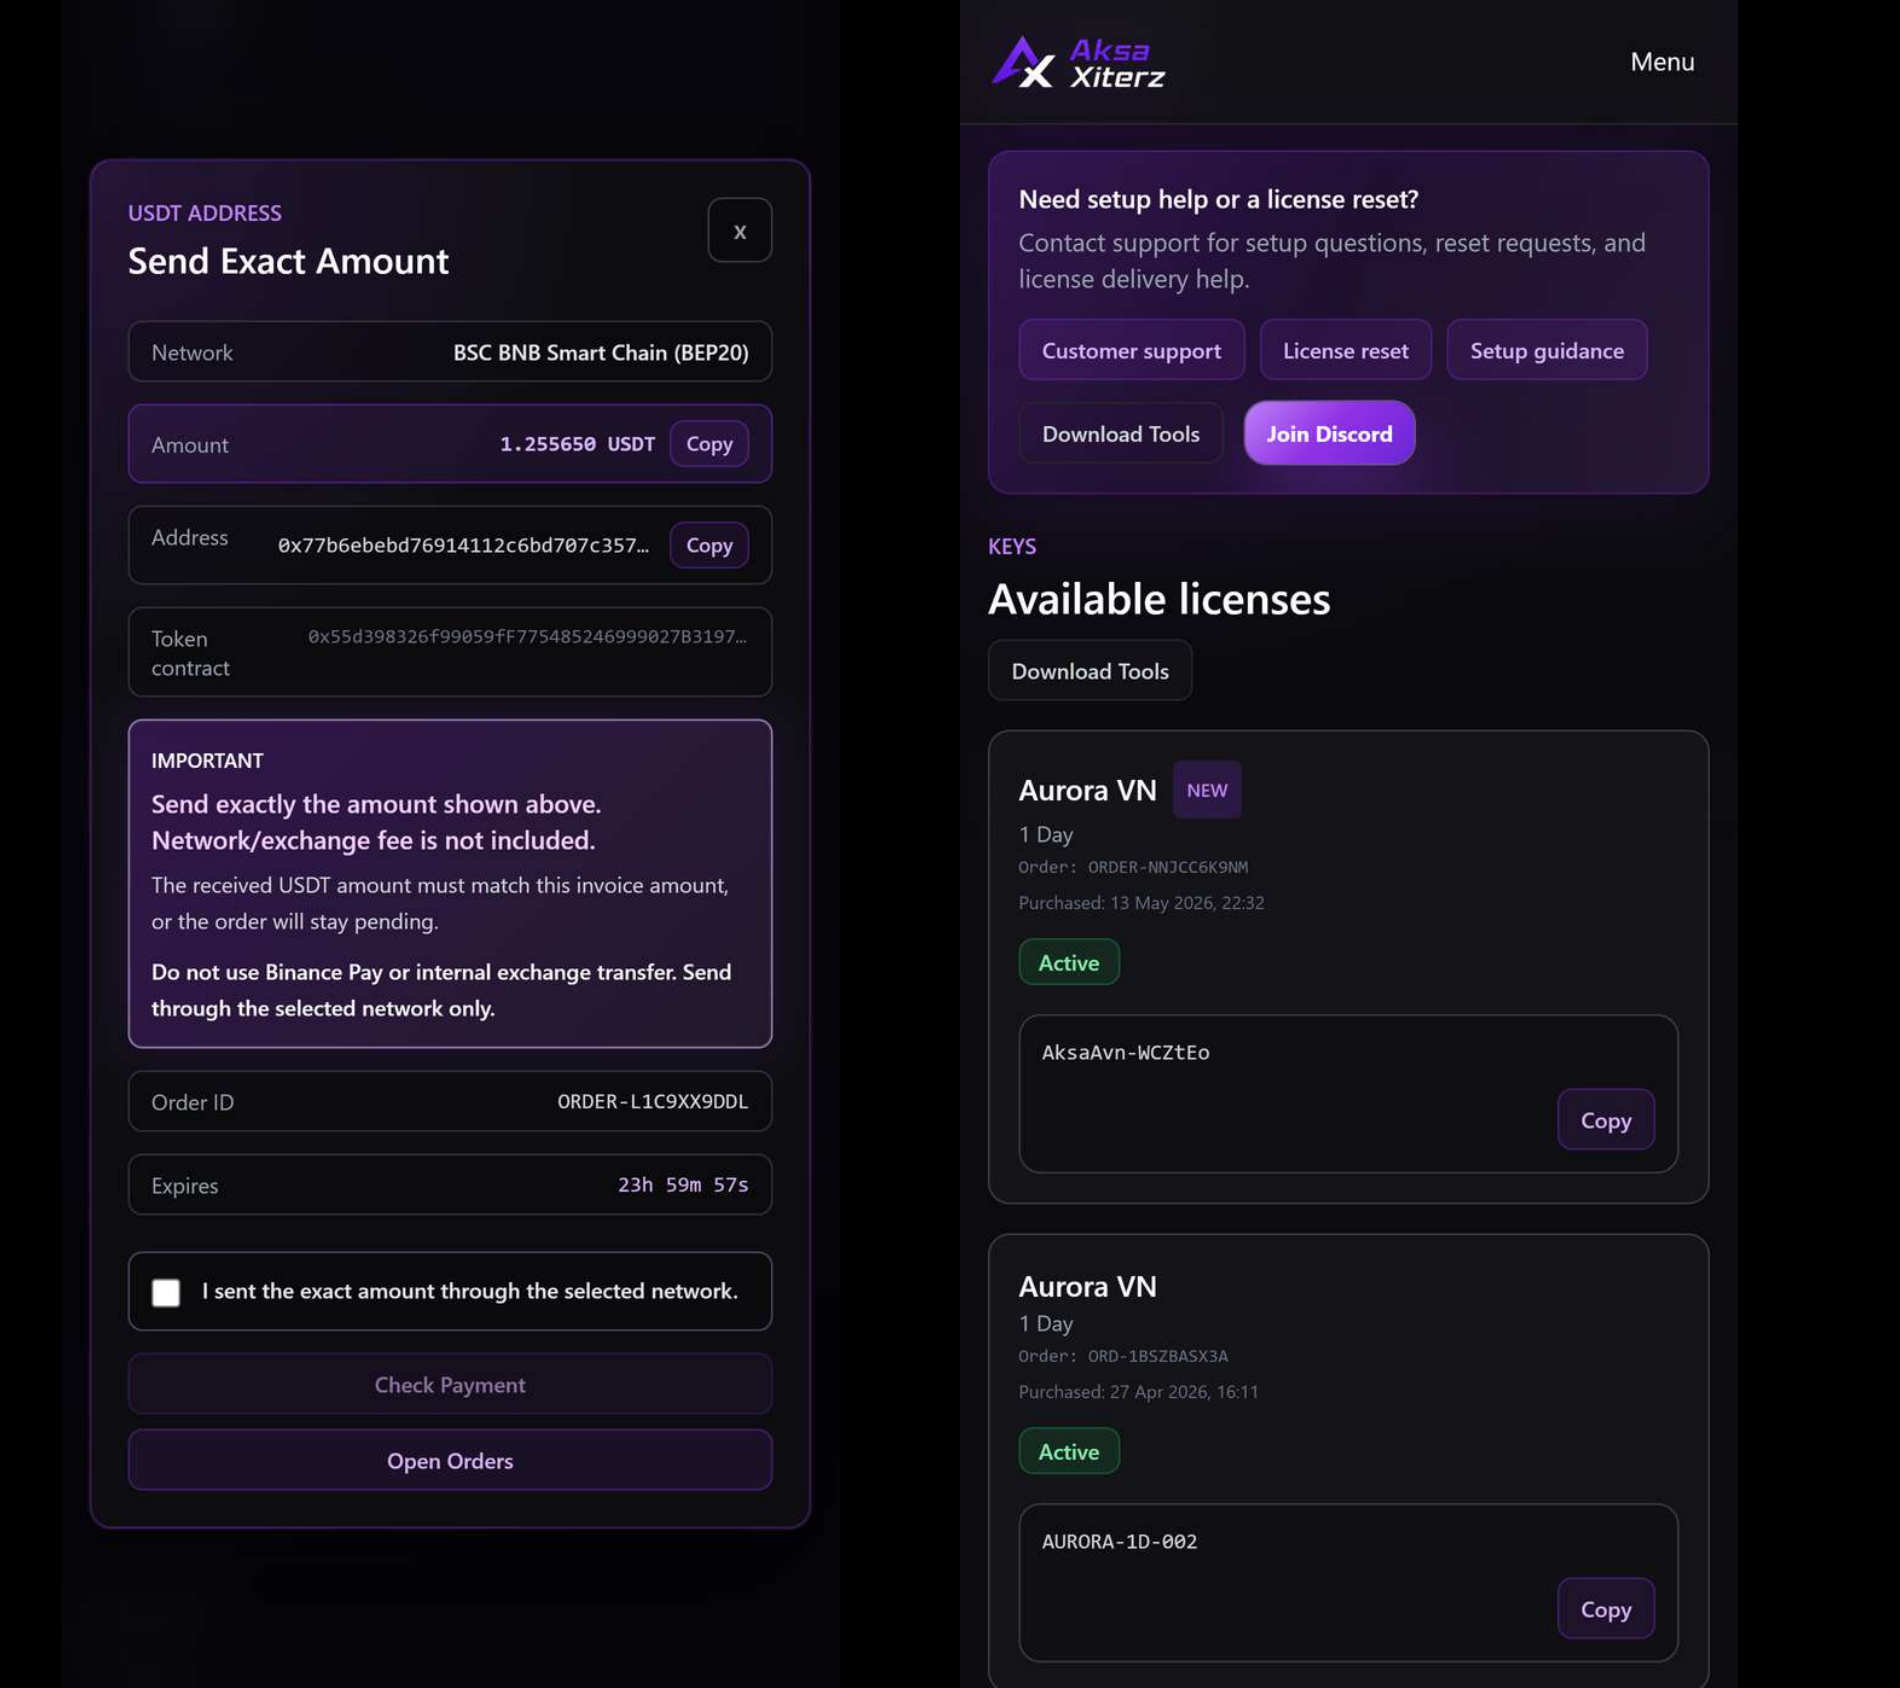 USDT ADDRESS
Send Exact Amount
x
Network
BSC BNB Smart Chain (BEP20)
Amount
1.255650 USDT
Copy
Address
0x77b6ebebd76914112c6bd707c357…
Copy
Token
contract
0x55d398326f99059fF775485246999027B3197…
IMPORTANT
Send exactly the amount shown above.
Network/exchange fee is not included.
The received USDT amount must match this invoice amount,
or the order will stay pending.
Do not use Binance Pay or internal exchange transfer. Send
through the selected network only.
Order ID
ORDER-L1C9XX9DDL
Expires
23h 59m 57s
I sent the exact amount through the selected network.
Check Payment
Open Orders
Aksa
Xiterz
Menu
Need setup help or a license reset?
Contact support for setup questions, reset requests, and
license delivery help.
Customer support
License reset
Setup guidance
Download Tools
Join Discord
KEYS
Available licenses
Download Tools
Aurora VN NEW
1 Day
Order: ORDER-NNJCC6K9NM
Purchased: 13 May 2026, 22:32
Active
AksaAvn-WCZtEo
Copy
Aurora VN
1 Day
Order: ORD-1BSZBASX3A
Purchased: 27 Apr 2026, 16:11
Active
AURORA-1D-002
Copy